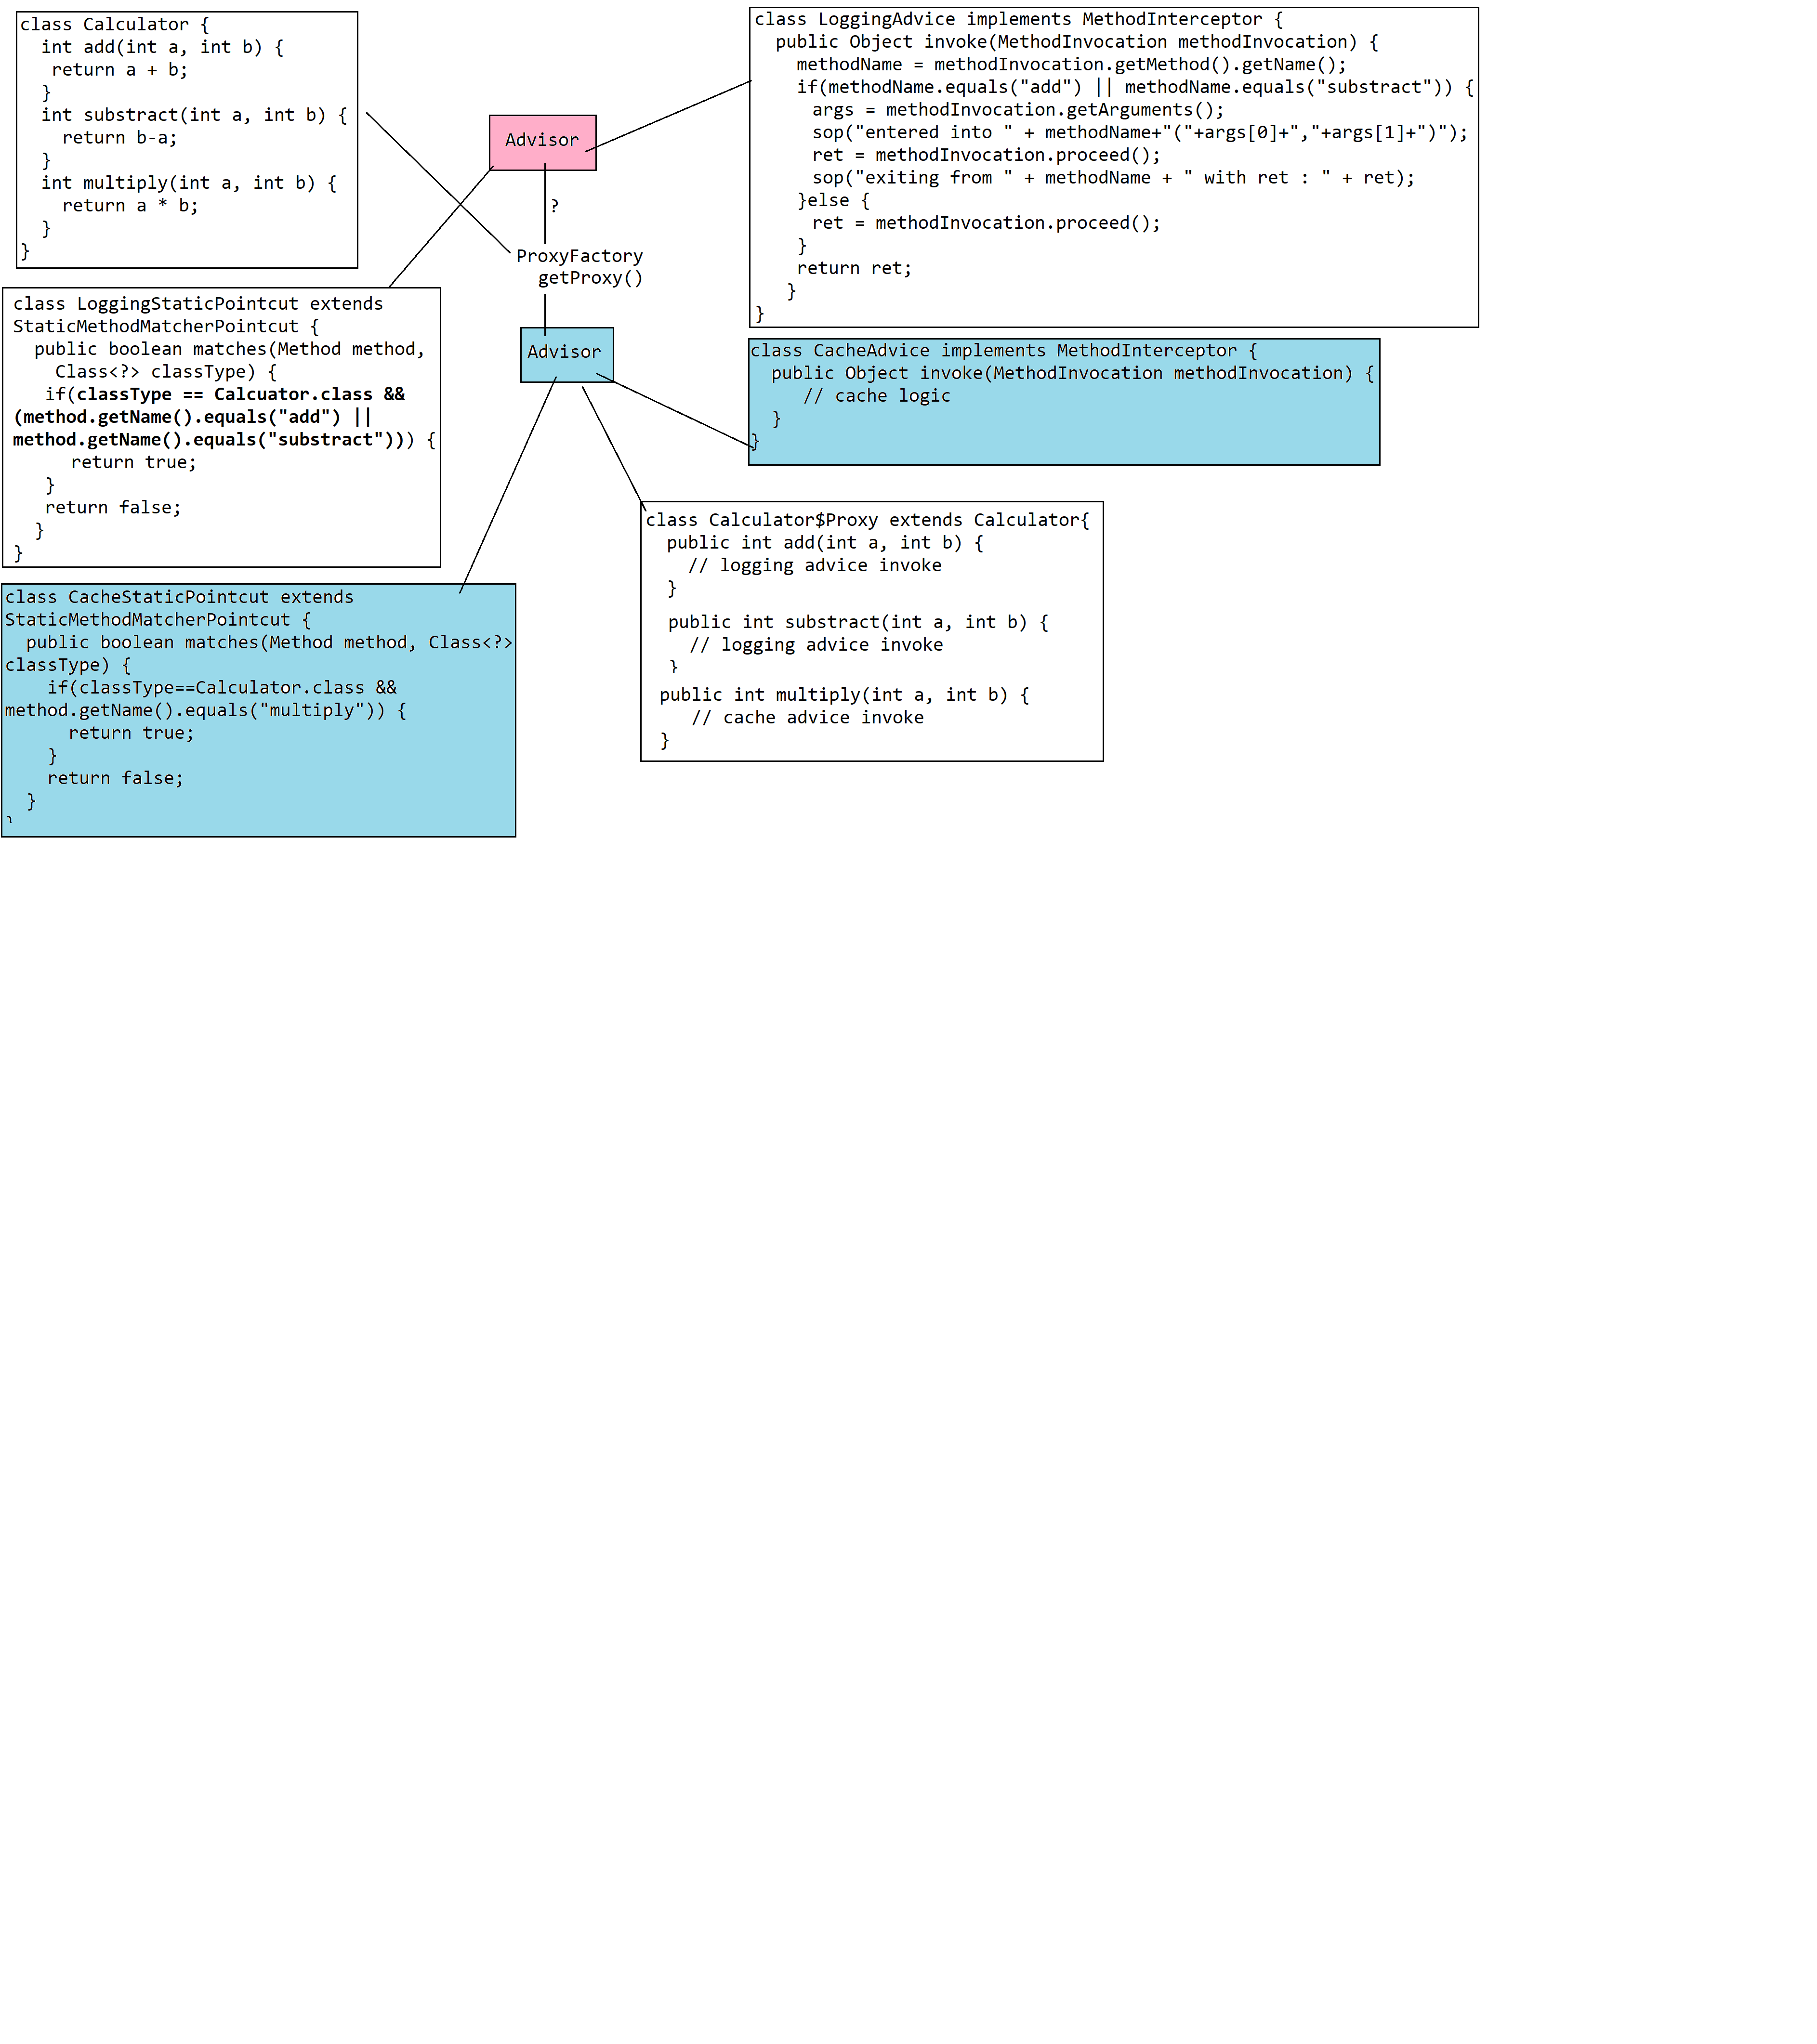 class Calculator {
int add(int a, int b) {
return a + b;
}
int substract(int a, int b) {
return b-a;
}
int multiply(int a, int b) {
return a * b;
}
}
Advisor
?
ProxyFactory
getProxy()
Advisor
class LoggingAdvice implements MethodInterceptor {
public Object invoke(MethodInvocation methodInvocation) {
methodName = methodInvocation.getMethod().getName();
if(methodName.equals("add") || methodName.equals("substract")) {
args = methodInvocation.getArguments();
sop("entered into " + methodName+"("+args[0]+","+args[1]+")");
ret = methodInvocation.proceed();
sop("exiting from " + methodName + " with ret : " + ret);
}else {
ret = methodInvocation.proceed();
}
return ret;
}
}
class LoggingStaticPointcut extends
StaticMethodMatcherPointcut {
public boolean matches(Method method,
Class<?> classType) {
if(classType == Calcuator.class &&
(method.getName().equals("add") ||
method.getName().equals("substract"))) {
return true;
}
return false;
}
}
class CacheAdvice implements MethodInterceptor {
public Object invoke(MethodInvocation methodInvocation) {
// cache logic
}
}
class CacheStaticPointcut extends
StaticMethodMatcherPointcut {
public boolean matches(Method method, Class<?>
classType) {
if(classType==Calculator.class &&
method.getName().equals("multiply")) {
return true;
}
return false;
}
}
class Calculator$Proxy extends Calculator{
public int add(int a, int b) {
// logging advice invoke
}
public int substract(int a, int b) {
// logging advice invoke
}
public int multiply(int a, int b) {
// cache advice invoke
}